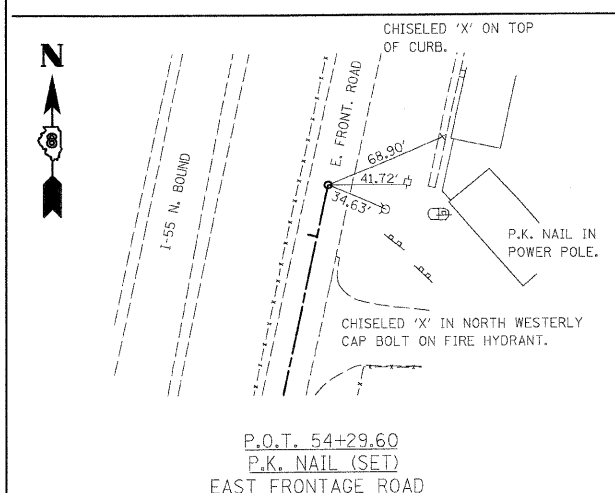 CHISELED 'X' ON TOP
OF CURB.
N
8
I-55 N. BOUND
E. FRONT. ROAD
68.90'
41.72'
34.63'
P.K. NAIL IN
POWER POLE.
CHISELED 'X' IN NORTH WESTERLY
CAP BOLT ON FIRE HYDRANT.
P.O.T. 54+29.60
P.K. NAIL (SET)
EAST FRONTAGE ROAD